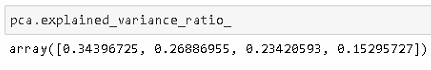 pca.explained_variance_ratio_
array([0.34396725, 0.26886955, 0.23420593, 0.15295727])